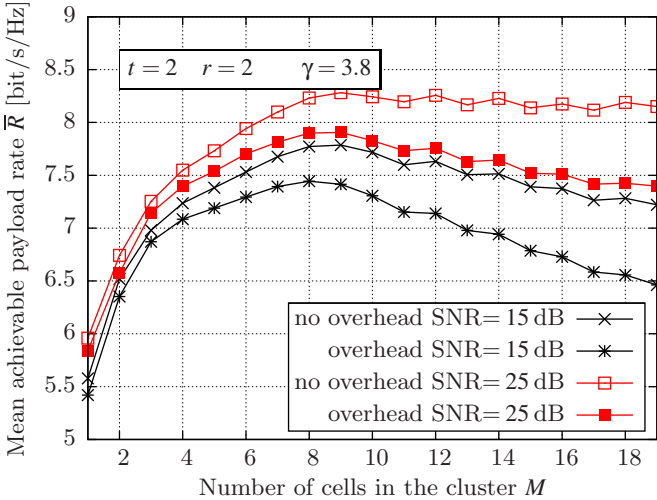 9
8.5
8
7.5
7
6.5
6
5.5
5
Mean achievable payload rate R̅ [bit/s/Hz]
t = 2 r = 2 γ = 3.8
no overhead SNR= 15 dB
overhead SNR= 15 dB
no overhead SNR= 25 dB
overhead SNR= 25 dB
2 4 6 8 10 12 14 16 18
Number of cells in the cluster M